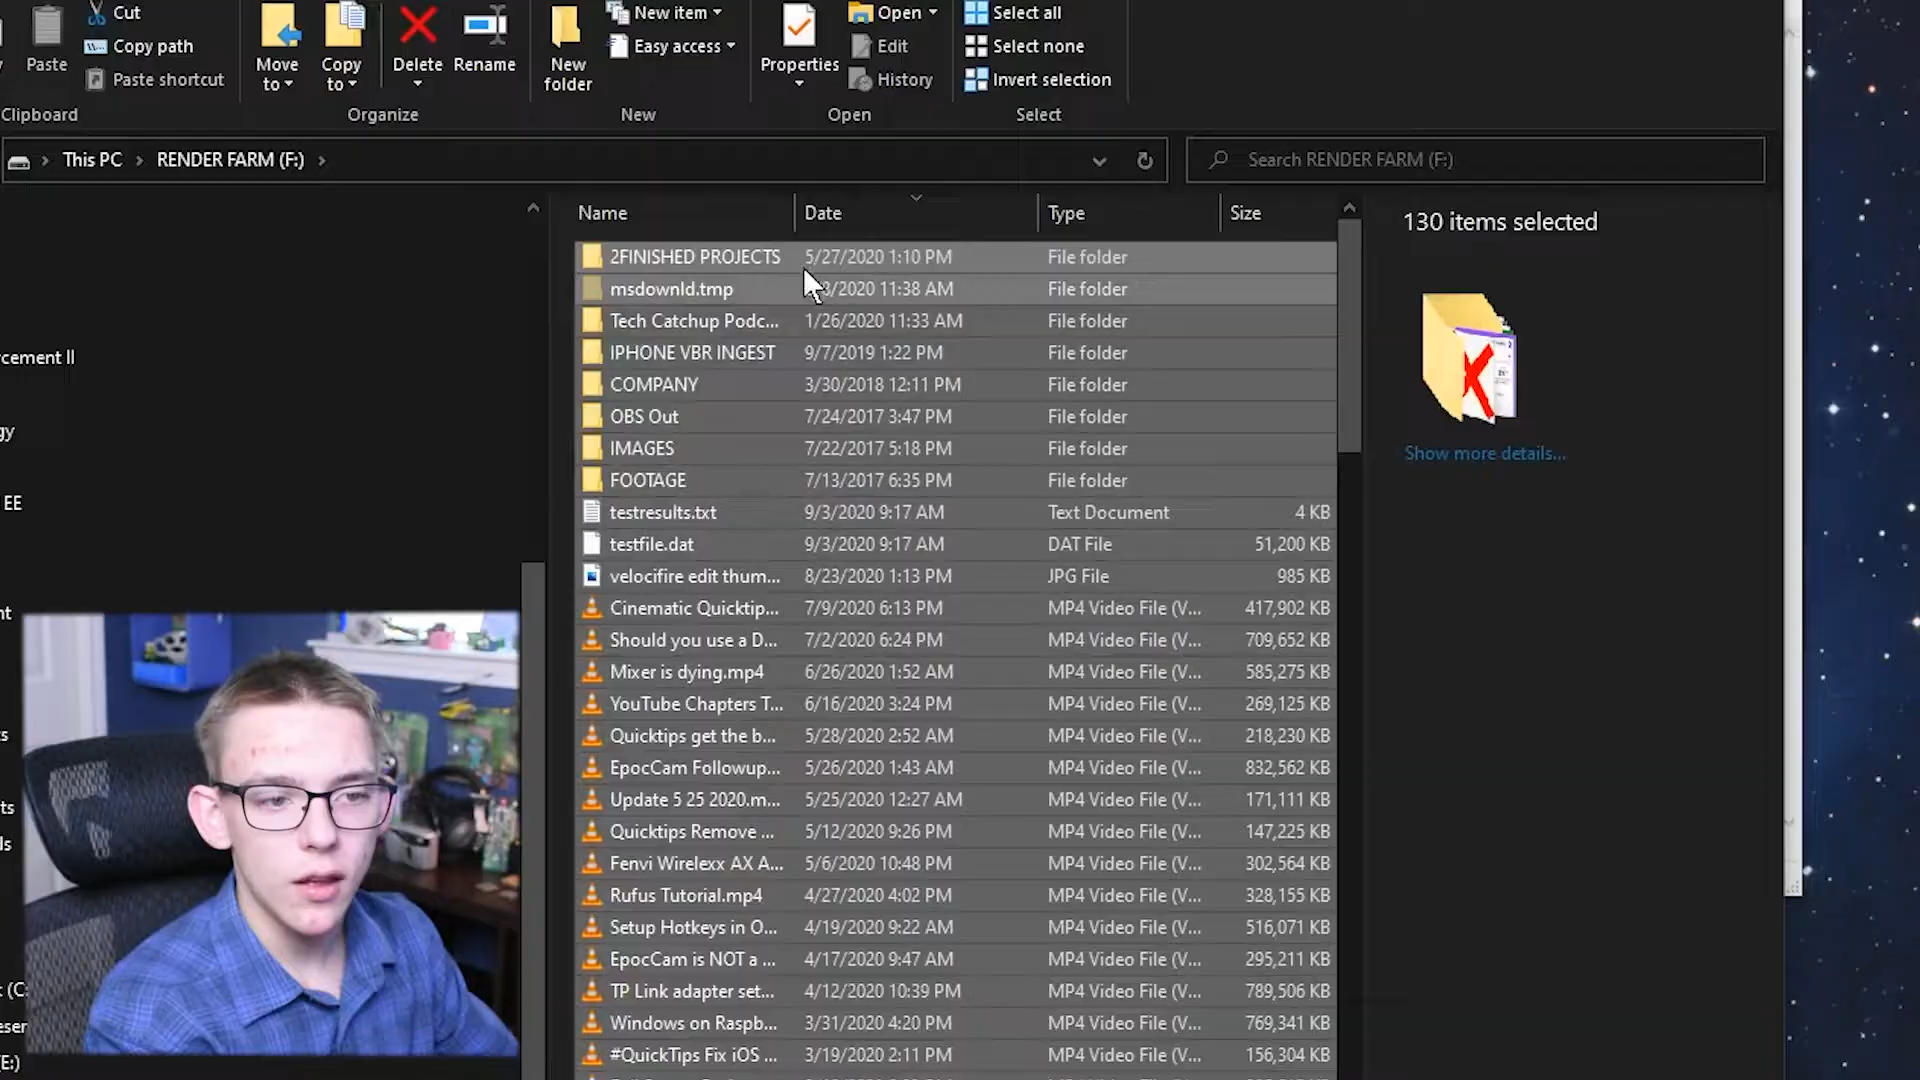 Cut
Copy path
Paste shortcut
Paste
Clipboard
Move to
Copy to
Delete
Rename
Organize
New folder
New item
Easy access
New
Properties
Open
Edit
History
Open
Select all
Select none
Invert selection
Select
This PC
RENDER FARM (F:)
Search RENDER FARM (F:)
Name Date Type Size
130 items selected
Show more details...
2FINISHED PROJECTS 5/27/2020 1:10 PM File folder
msdownld.tmp /2020 11:38 AM File folder
Tech Catchup Podc... 1/26/2020 11:33 AM File folder
IPHONE VBR INGEST 9/7/2019 1:22 PM File folder
COMPANY 3/30/2018 12:11 PM File folder
OBS Out 7/24/2017 3:47 PM File folder
IMAGES 7/22/2017 5:18 PM File folder
FOOTAGE 7/13/2017 6:35 PM File folder
testresults.txt 9/3/2020 9:17 AM Text Document 4 KB
testfile.dat 9/3/2020 9:17 AM DAT File 51,200 KB
velocifire edit thum... 8/23/2020 1:13 PM JPG File 985 KB
Cinematic Quicktip... 7/9/2020 6:13 PM MP4 Video File (V... 417,902 KB
Should you use a D... 7/2/2020 6:24 PM MP4 Video File (V... 709,652 KB
Mixer is dying.mp4 6/26/2020 1:52 AM MP4 Video File (V... 585,275 KB
YouTube Chapters T... 6/16/2020 3:24 PM MP4 Video File (V... 269,125 KB
Quicktips get the b... 5/28/2020 2:52 AM MP4 Video File (V... 218,230 KB
EpocCam Followup... 5/26/2020 1:43 AM MP4 Video File (V... 832,562 KB
Update 5 25 2020.m... 5/25/2020 12:27 AM MP4 Video File (V... 171,111 KB
Quicktips Remove ... 5/12/2020 9:26 PM MP4 Video File (V... 147,225 KB
Fenvi Wirelexx AX A... 5/6/2020 10:48 PM MP4 Video File (V... 302,564 KB
Rufus Tutorial.mp4 4/27/2020 4:02 PM MP4 Video File (V... 328,155 KB
Setup Hotkeys in O... 4/19/2020 9:22 AM MP4 Video File (V... 516,071 KB
EpocCam is NOT a ... 4/17/2020 9:47 AM MP4 Video File (V... 295,211 KB
TP Link adapter set... 4/12/2020 10:39 PM MP4 Video File (V... 789,506 KB
Windows on Raspb... 3/31/2020 4:20 PM MP4 Video File (V... 769,341 KB
#QuickTips Fix iOS ... 3/19/2020 2:11 PM MP4 Video File (V... 156,304 KB
rcement II
gy
EE
nt
s
ts
ls
(C:
eser
E:)